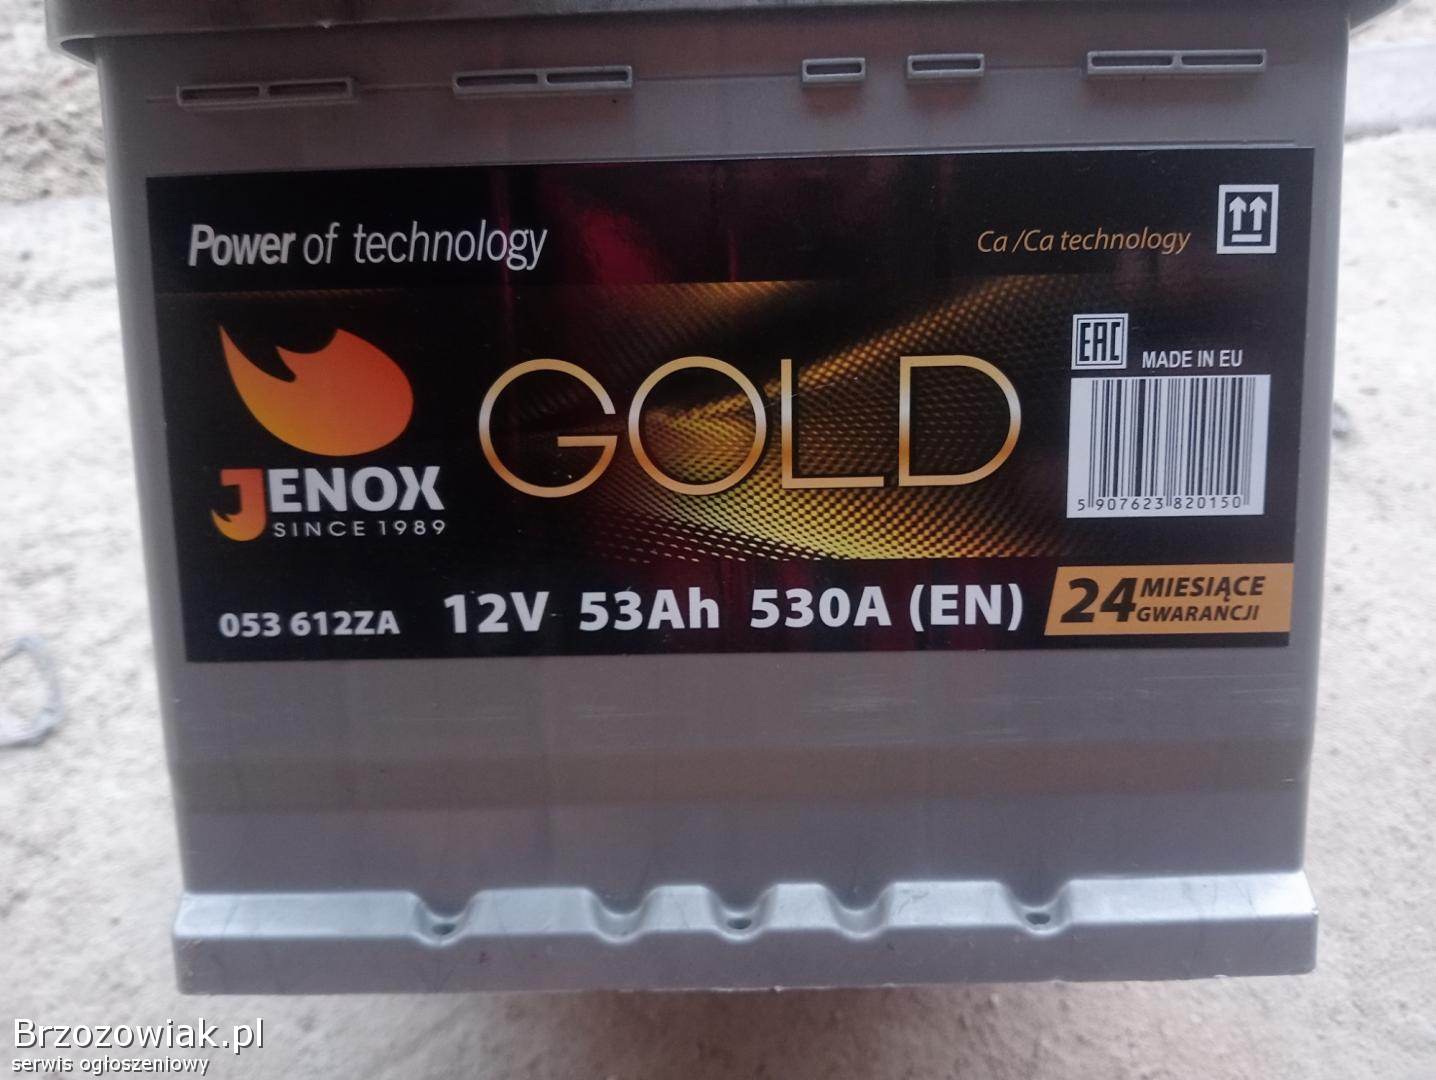 Power of technology
Ca /Ca technology
EAC
MADE IN EU
GOLD
JENOX
SINCE 1989
5 907623 820150
053 612ZA 12V 53Ah 530A (EN)
24 MIESIĄCE
GWARANCJI
Brzozowiak.pl
serwis ogłoszeniowy